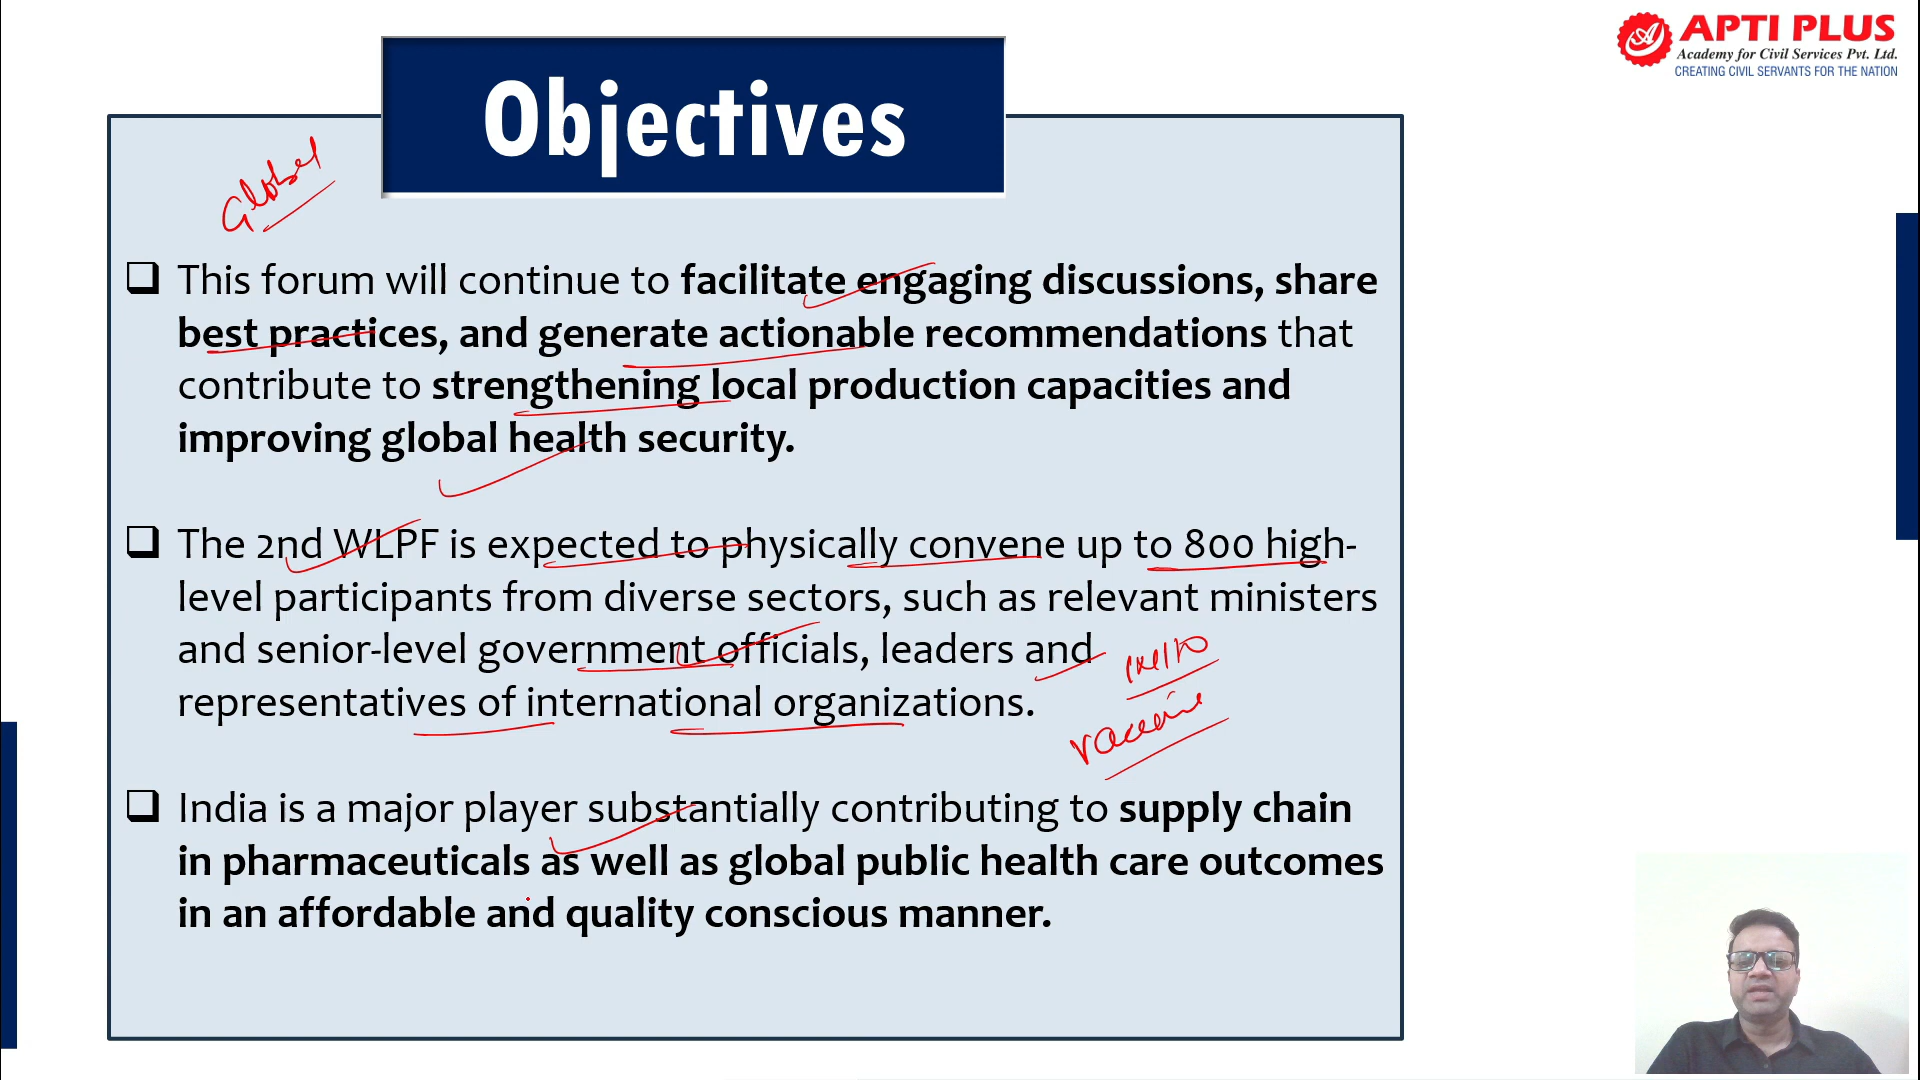 APTI PLUS
Academy for Civil Services Pvt. Ltd.
CREATING CIVIL SERVANTS FOR THE NATION
Objectives
Global
❑ This forum will continue to facilitate engaging discussions, share
best practices, and generate actionable recommendations that
contribute to strengthening local production capacities and
improving global health security.
❑ The 2nd WLPF is expected to physically convene up to 800 high-
level participants from diverse sectors, such as relevant ministers
and senior-level government officials, leaders and
representatives of international organizations.
vaccine
❑ India is a major player substantially contributing to supply chain
in pharmaceuticals as well as global public health care outcomes
in an affordable and quality conscious manner.